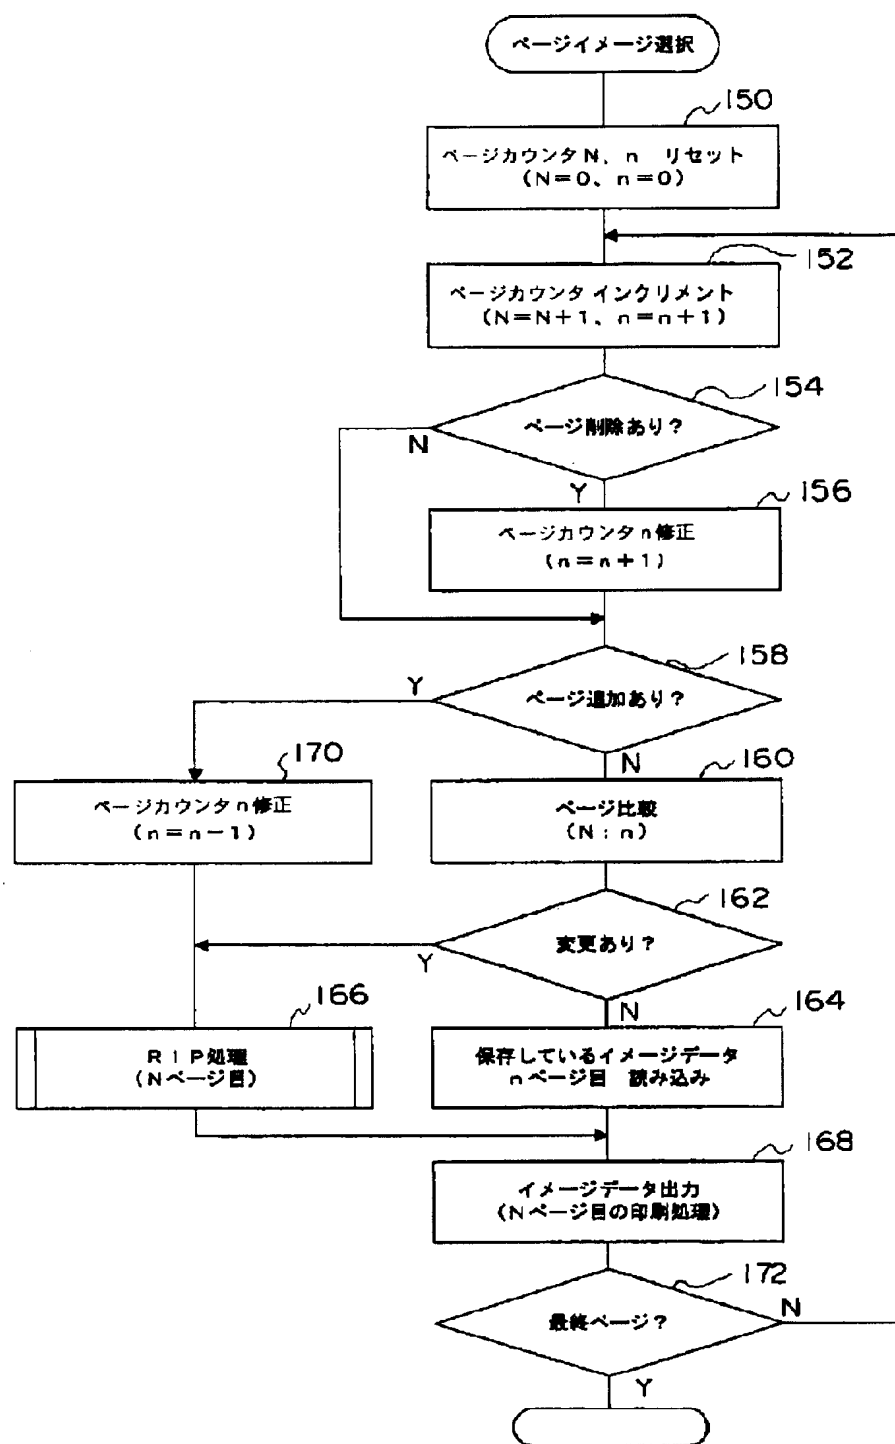 ページイメージ選択
150
ページカウンタN、n リセット
(N=0、n=0)
152
ページカウンタ インクリメント
(N=N+1、n=n+1)
154
ページ削除あり?
N
Y
156
ページカウンタn修正
(n=n+1)
158
ページ追加あり?
Y
N
170
ページカウンタn修正
(n=n-1)
160
ページ比較
(N:n)
162
変更あり?
Y
N
166
RIP処理
(Nページ目)
164
保存しているイメージデータ
nページ目 読み込み
168
イメージデータ出力
(Nページ目の印刷処理)
172
最終ページ?
N
Y